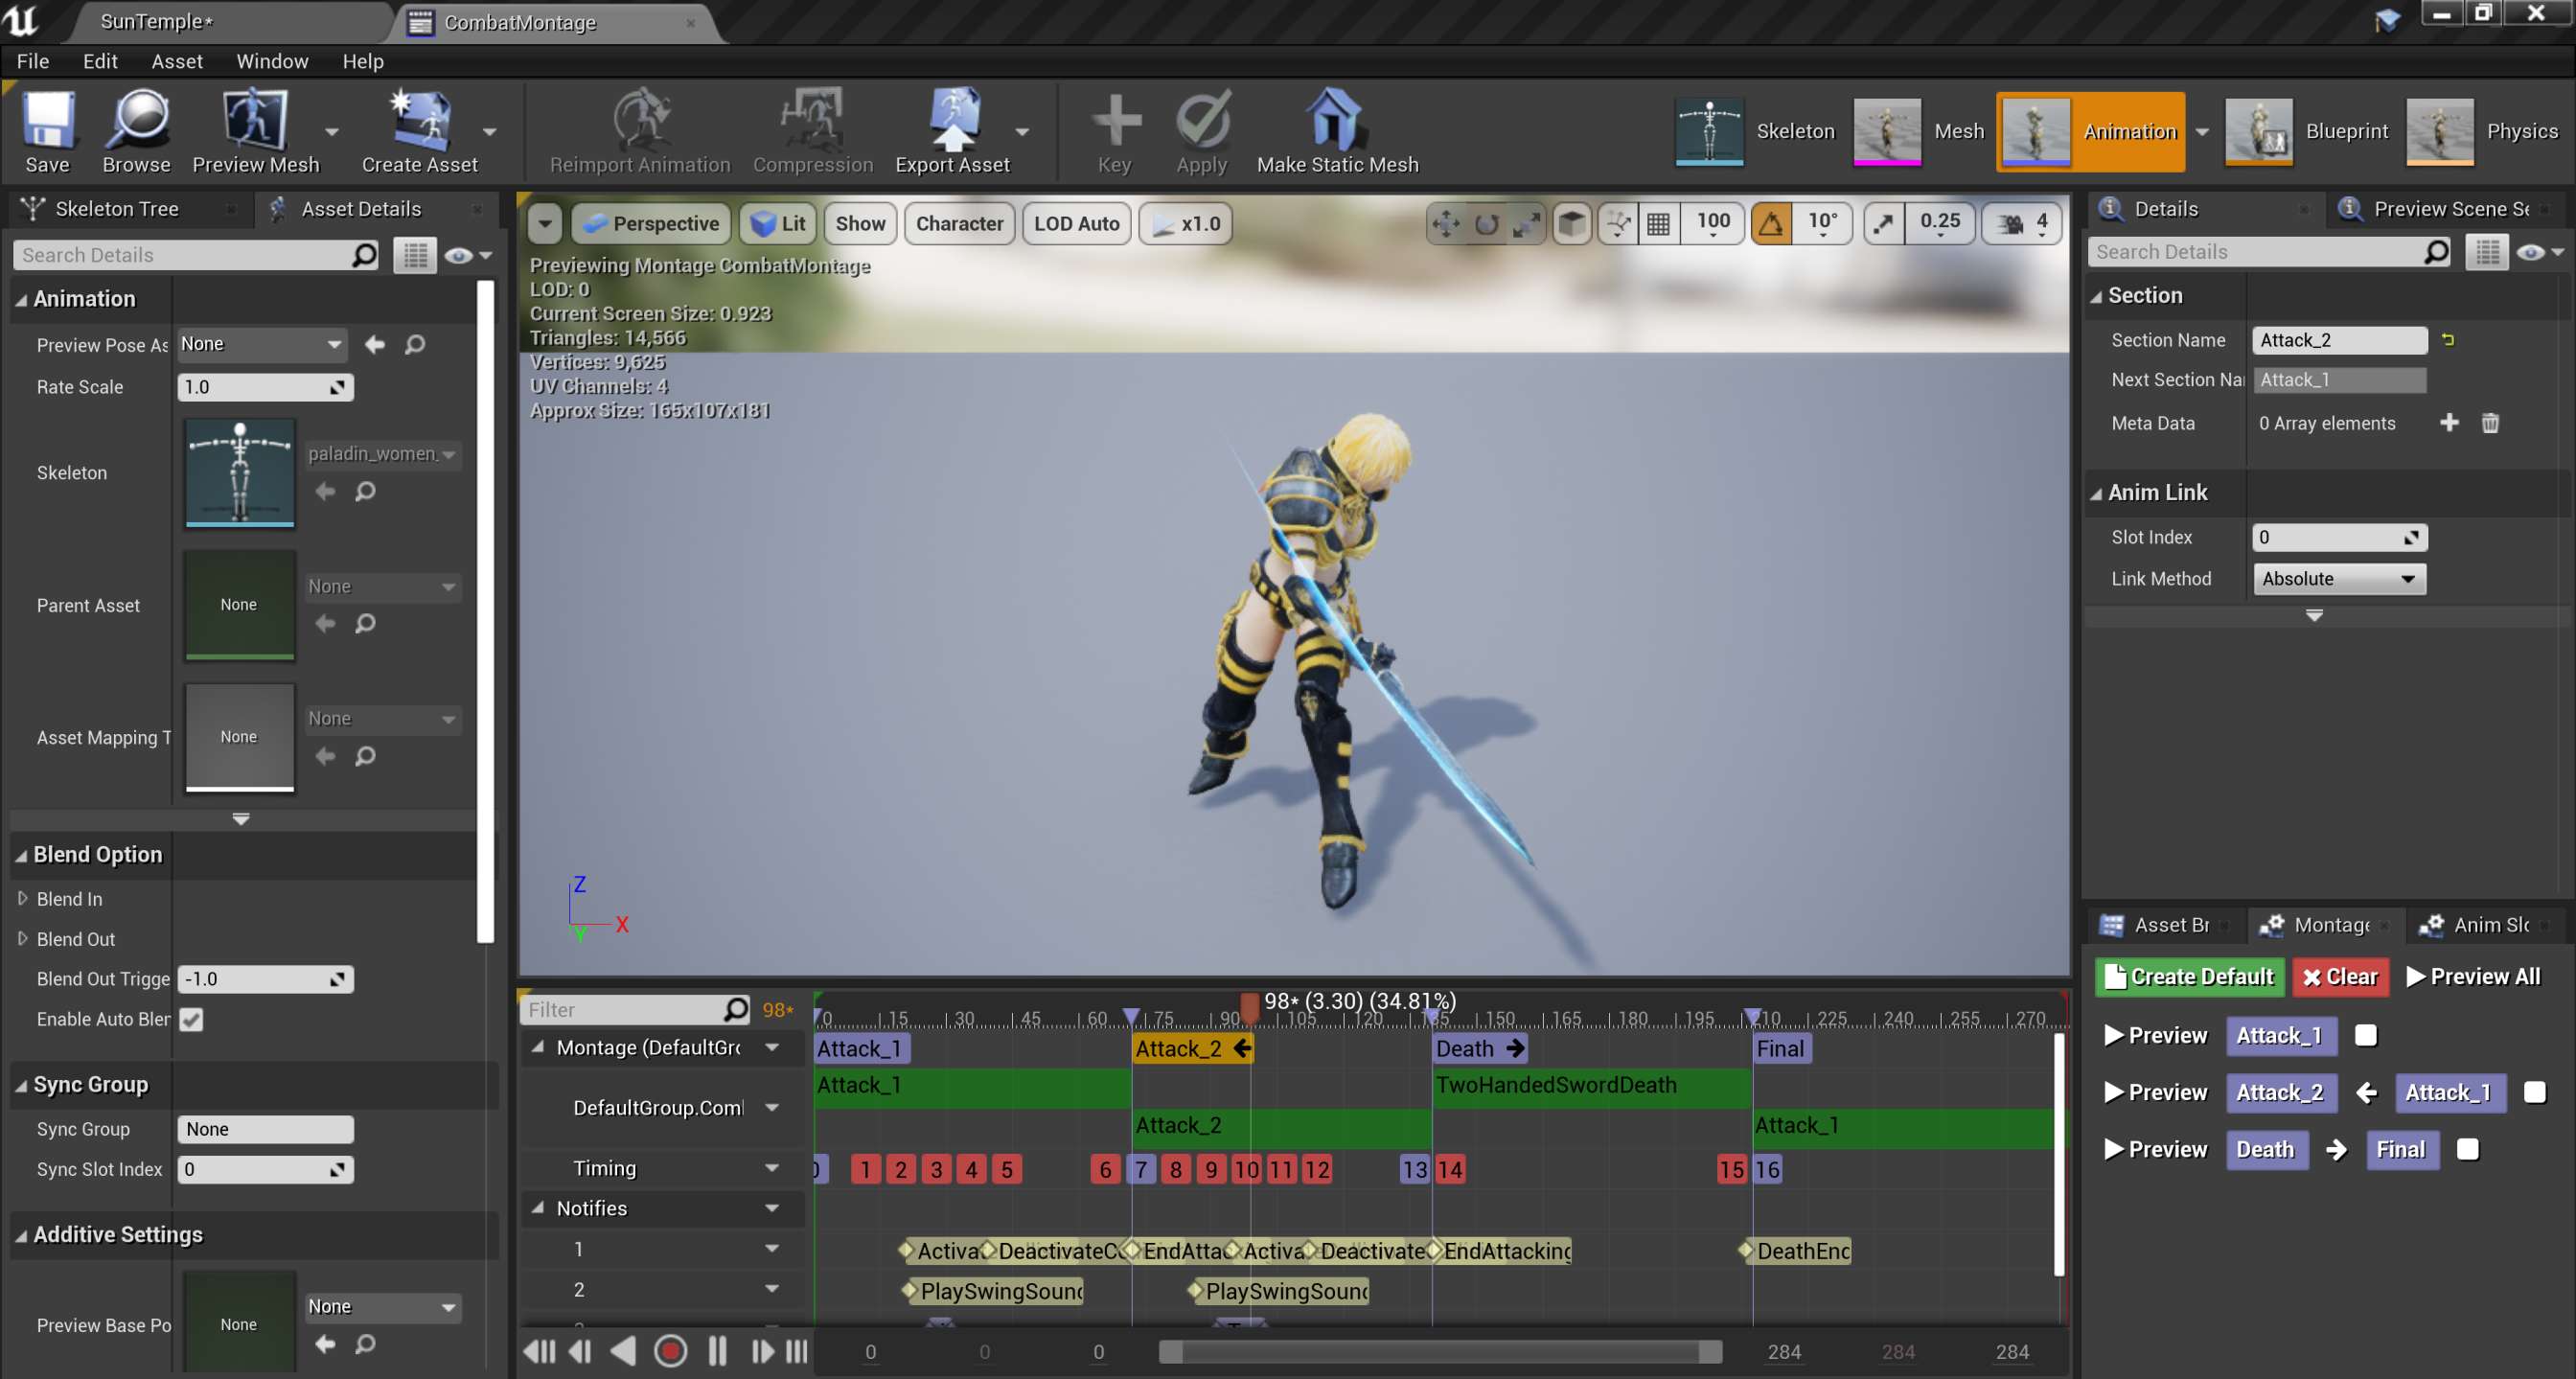 SunTemple*
CombatMontage
File Edit Asset Window Help
Save Browse Preview Mesh Create Asset Reimport Animation Compression Export Asset Key Apply Make Static Mesh
Skeleton Mesh Animation Blueprint Physics
Skeleton Tree Asset Details
Search Details
Animation
Preview Pose As None
Rate Scale 1.0
Skeleton paladin_women_
Parent Asset None None
Asset Mapping T None None
Blend Option
Blend In
Blend Out
Blend Out Trigge -1.0
Enable Auto Blen
Sync Group
Sync Group None
Sync Slot Index 0
Additive Settings
Preview Base Po None None
Perspective Lit Show Character LOD Auto x1.0
100 10° 0.25 4
Previewing Montage CombatMontage
LOD: 0
Current Screen Size: 0.923
Triangles: 14,566
Vertices: 9,625
UV Channels: 4
Approx Size: 165x107x181
Z
X
Y
Filter 98*
98* (3.30) (34.81%)
0 15 30 45 60 75 90 105 120 135 150 165 180 195 210 225 240 255 270
Montage (DefaultGro
Attack_1 Attack_2 Death Final
DefaultGroup.Com
Attack_1 TwoHandedSwordDeath
Attack_2 Attack_1
Timing
0 1 2 3 4 5 6 7 8 9 10 11 12 13 14 15 16
Notifies
1 Activa DeactivateC EndAttac Activa Deactivate EndAttacking DeathEnd
2 PlaySwingSound PlaySwingSound
0 0 0 284 284 284
Details Preview Scene Se
Search Details
Section
Section Name Attack_2
Next Section Nar Attack_1
Meta Data 0 Array elements
Anim Link
Slot Index 0
Link Method Absolute
Asset Br Montage Anim Slo
Create Default Clear Preview All
Preview Attack_1
Preview Attack_2 Attack_1
Preview Death Final